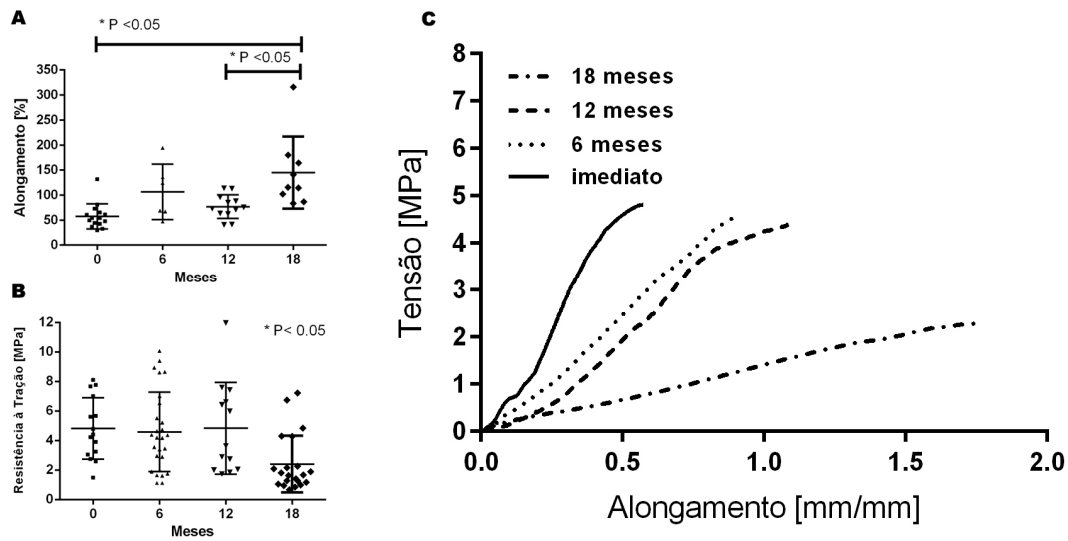 A
* P <0.05
* P <0.05
Alongamento [%]
350
300
250
200
150
100
50
0
0 6 12 18
Meses
B
* P< 0.05
Resistência à Tração [MPa]
12
10
8
6
4
2
0
0 6 12 18
Meses
C
Tensão [MPa]
8
7
6
5
4
3
2
1
0
18 meses
12 meses
6 meses
imediato
0.0 0.5 1.0 1.5 2.0
Alongamento [mm/mm]